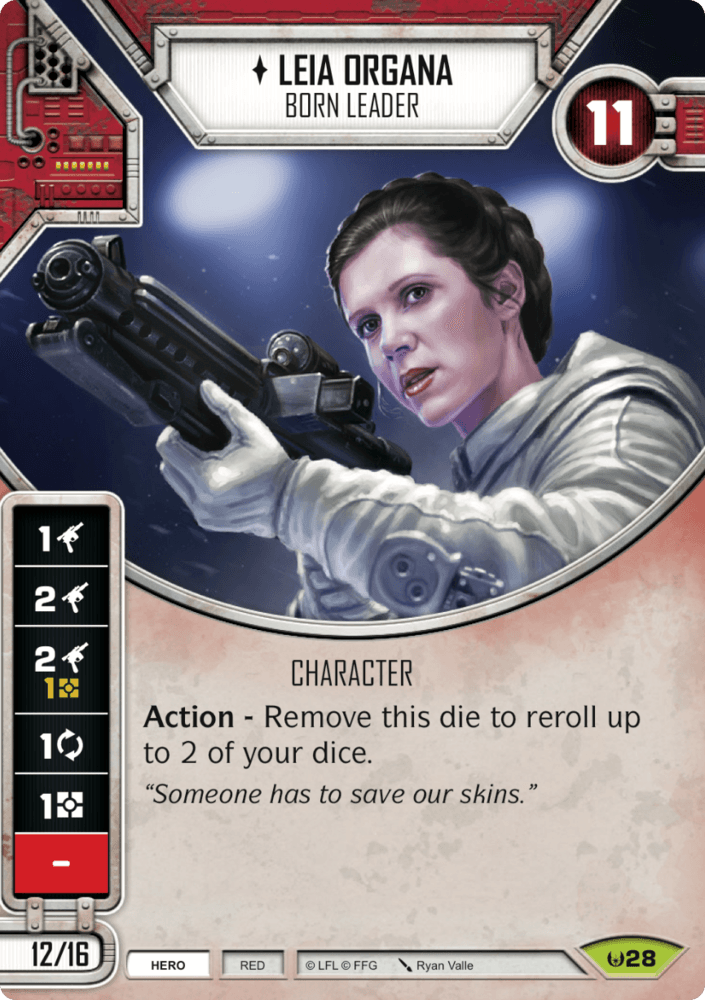 LEIA ORGANA
BORN LEADER
11
1
2
2
1
1
1
-
CHARACTER
Action - Remove this die to reroll up
to 2 of your dice.
“Someone has to save our skins.”
12/16
HERO
RED
© LFL © FFG
Ryan Valle
28